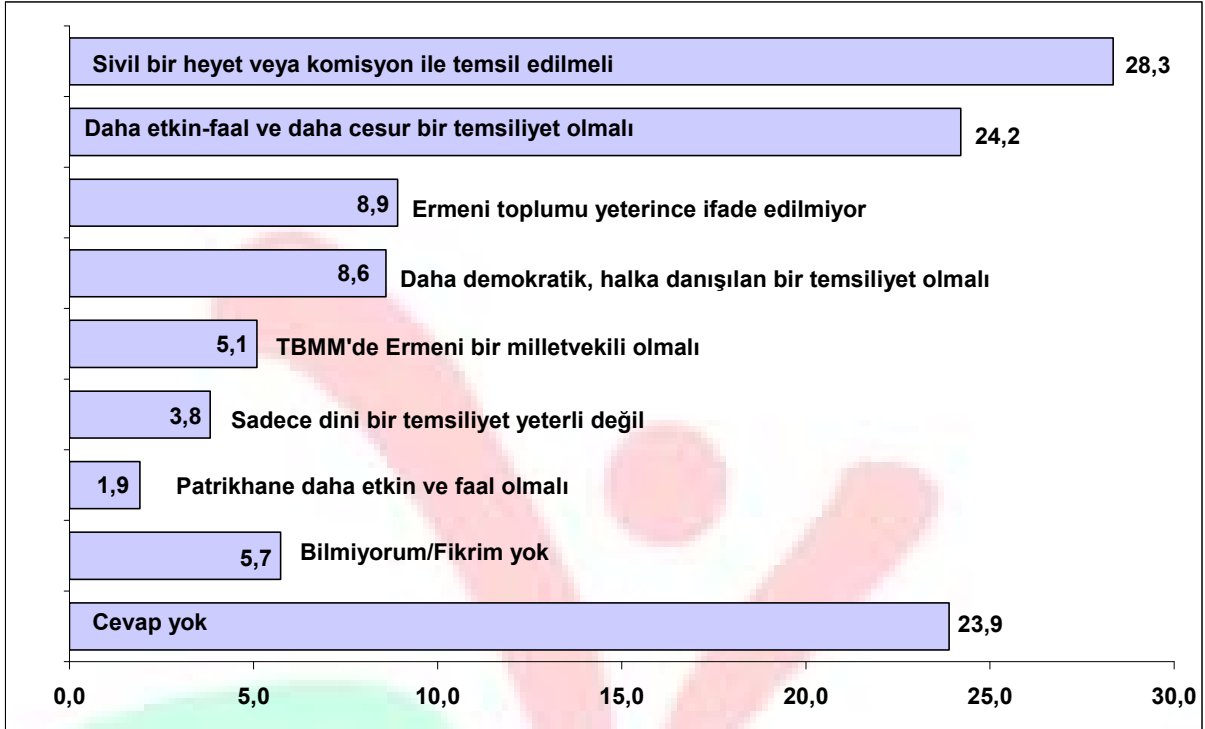 Sivil bir heyet veya komisyon ile temsil edilmeli 28,3
Daha etkin-faal ve daha cesur bir temsiliyet olmalı 24,2
8,9 Ermeni toplumu yeterince ifade edilmiyor
8,6 Daha demokratik, halka danışılan bir temsiliyet olmalı
5,1 TBMM'de Ermeni bir milletvekili olmalı
3,8 Sadece dini bir temsiliyet yeterli değil
1,9 Patrikhane daha etkin ve faal olmalı
5,7 Bilmiyorum/Fikrim yok
Cevap yok 23,9
0,0 5,0 10,0 15,0 20,0 25,0 30,0